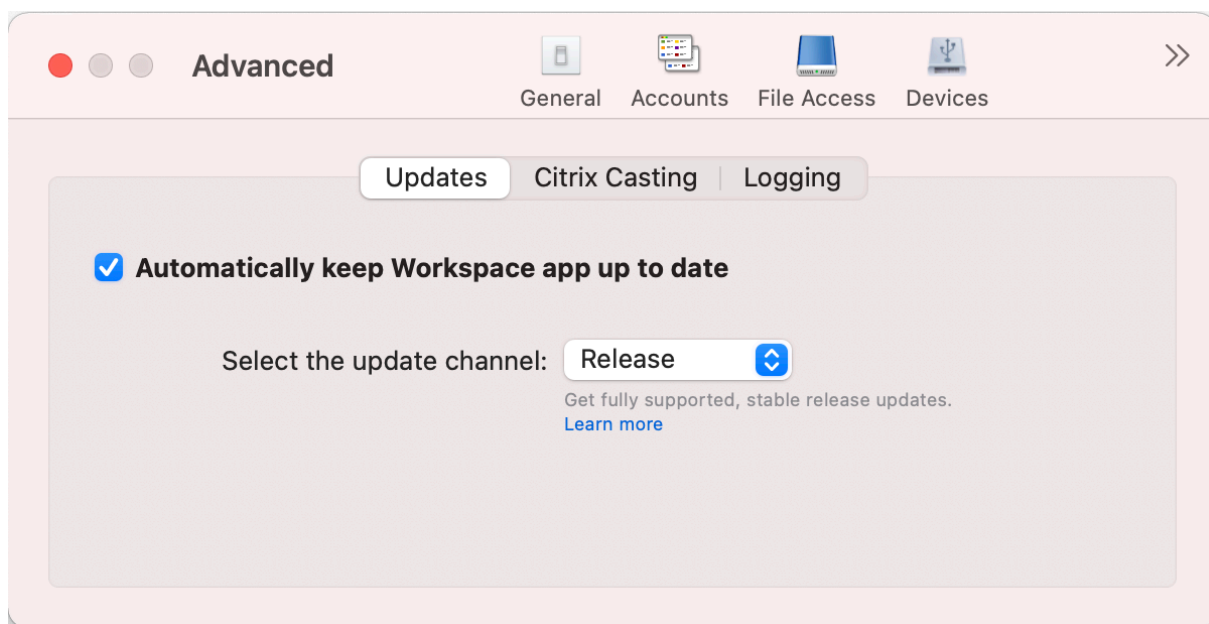 Advanced
General Accounts File Access Devices
Updates Citrix Casting Logging
Automatically keep Workspace app up to date
Select the update channel: Release
Get fully supported, stable release updates.
Learn more